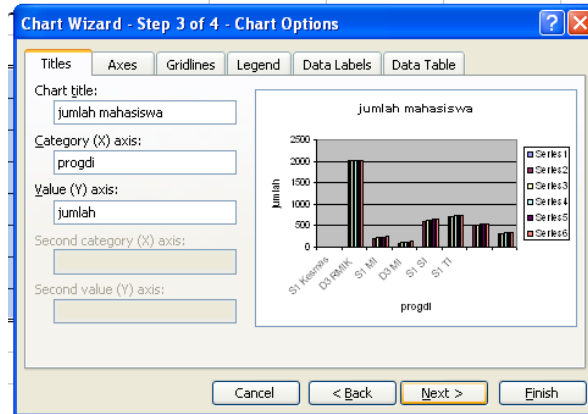 Chart Wizard - Step 3 of 4 - Chart Options
Titles
Axes
Gridlines
Legend
Data Labels
Data Table
Chart title:
jumlah mahasiswa
Category (X) axis:
progdi
Value (Y) axis:
jumlah
Second category (X) axis:
Second value (Y) axis:
jumlah mahasiswa
2500
2000
1500
1000
500
0
jumlah
S1 Kesmas
D3 RMIK
S1 MI
D3 MI
S1 SI
S1 TI
progdi
Series1
Series2
Series3
Series4
Series5
Series6
Cancel
< Back
Next >
Finish